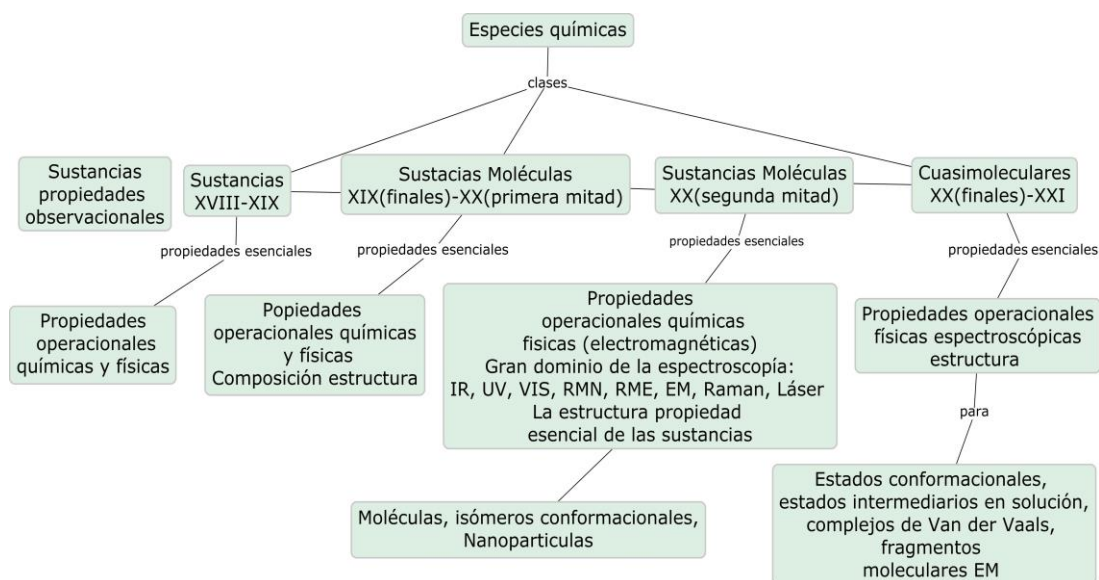 Especies químicas
clases
Sustancias
propiedades
observacionales
Sustancias
XVIII-XIX
Sustacias Moléculas
XIX(finales)-XX(primera mitad)
Sustancias Moléculas
XX(segunda mitad)
Cuasimoleculares
XX(finales)-XXI
propiedades esenciales
propiedades esenciales
propiedades esenciales
propiedades esenciales
Propiedades
operacionales
químicas y físicas
Popiedades
operacionales químicas
y físicas
Composición estructura
Propiedades
operacionales químicas
fisicas (electromagnéticas)
Gran dominio de la espectroscopía:
IR, UV, VIS, RMN, RME, EM, Raman, Láser
La estructura propiedad
esencial de las sustancias
Propiedades operacionales
físicas espectroscópicas
estructura
para
Moléculas, isómeros conformacionales,
Nanoparticulas
Estados conformacionales,
estados intermediarios en solución,
complejos de Van der Vaals,
fragmentos
moleculares EM